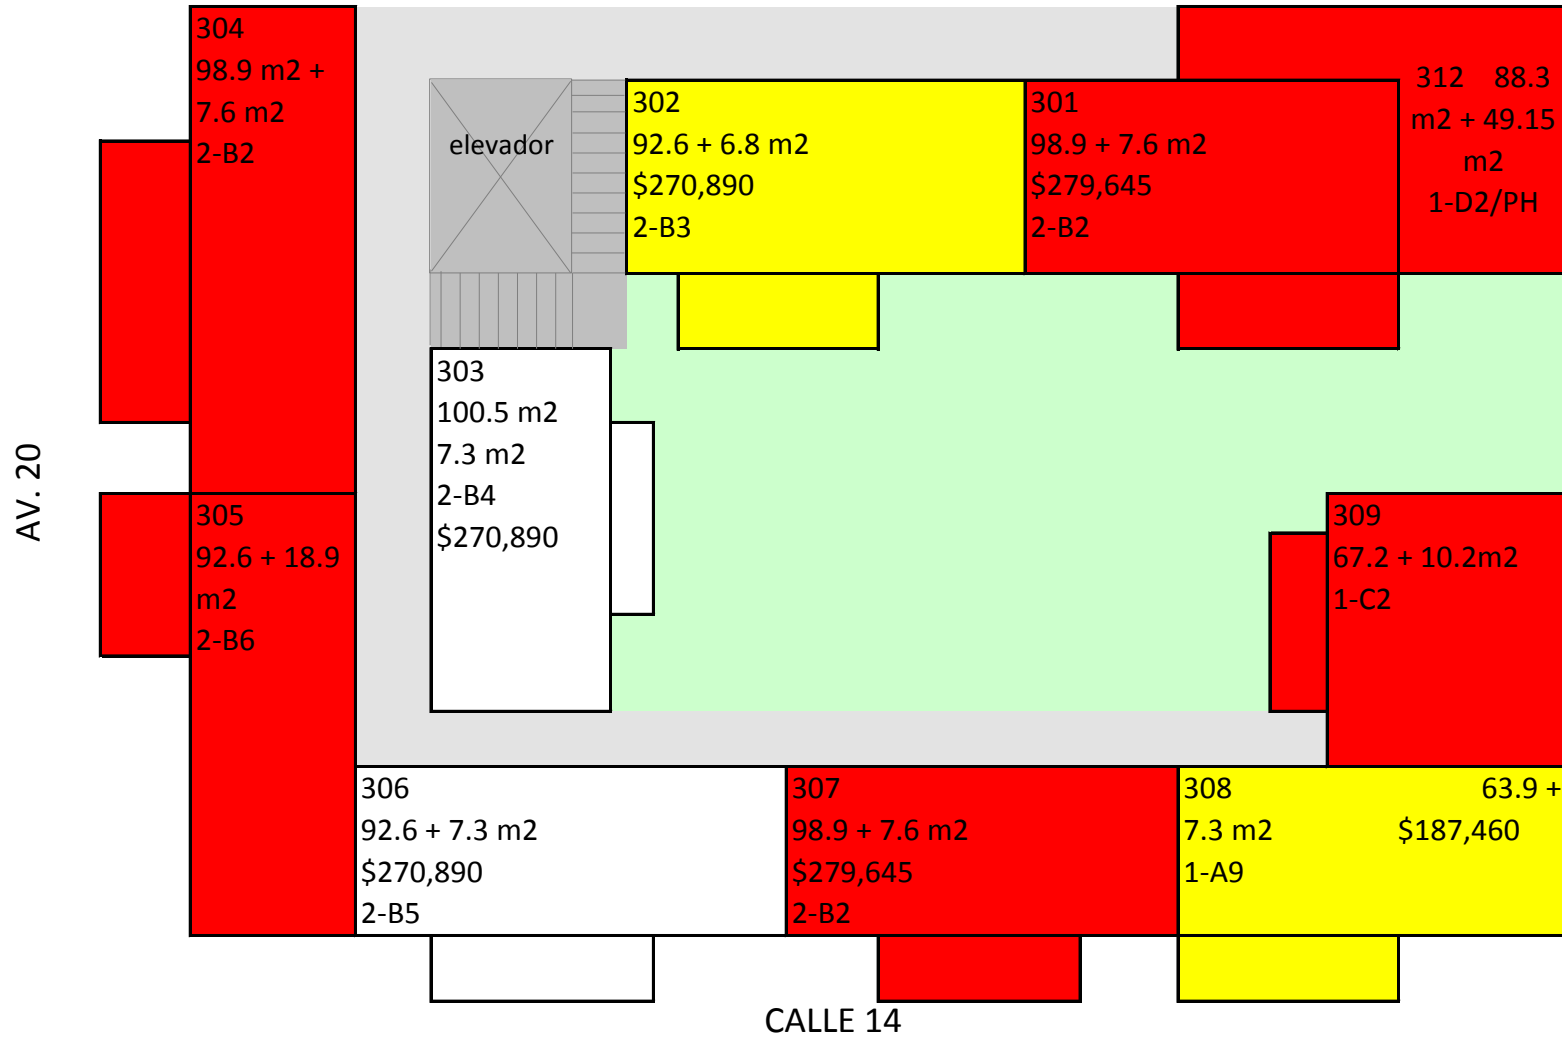 304
98.9 m2 +
7.6 m2
2-B2
elevador
302
92.6 + 6.8 m2
$270,890
2-B3
301
98.9 + 7.6 m2
$279,645
2-B2
312 88.3
m2 + 49.15
m2
1-D2/PH
303
100.5 m2
7.3 m2
2-B4
$270,890
AV. 20
305
92.6 + 18.9
m2
2-B6
309
67.2 + 10.2m2
1-C2
306
92.6 + 7.3 m2
$270,890
2-B5
307
98.9 + 7.6 m2
$279,645
2-B2
308 63.9 +
7.3 m2 $187,460
1-A9
CALLE 14